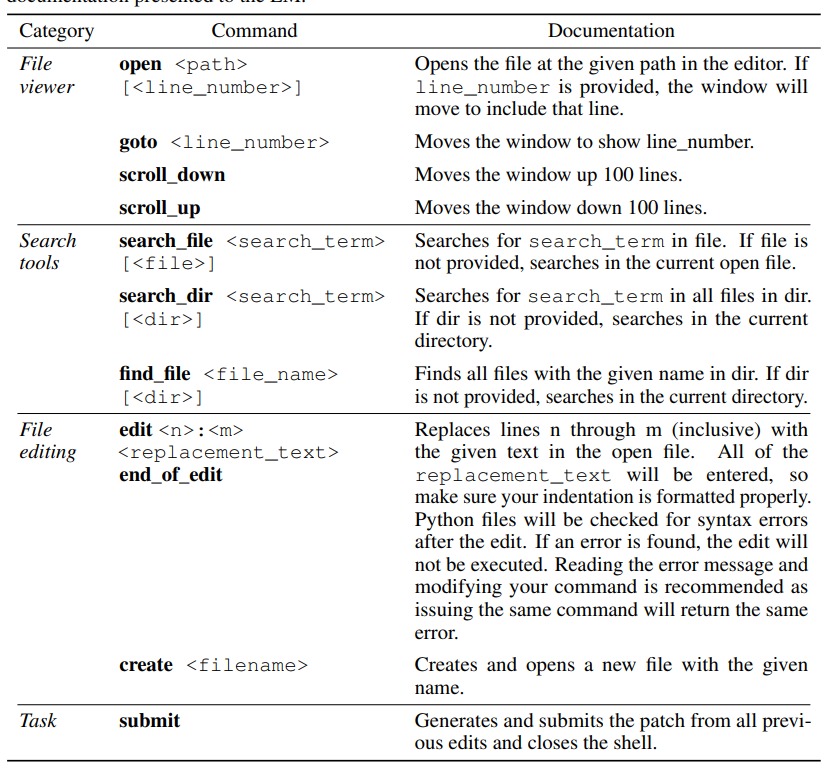 documentation presented to the LM.
Category Command Documentation
File open <path> Opens the file at the given path in the editor. If
viewer [<line_number>] line_number is provided, the window will
move to include that line.
goto <line_number> Moves the window to show line_number.
scroll_down Moves the window up 100 lines.
scroll_up Moves the window down 100 lines.
Search search_file <search_term> Searches for search_term in file. If file is
tools [<file>] not provided, searches in the current open file.
search_dir <search_term> Searches for search_term in all files in dir.
[<dir>] If dir is not provided, searches in the current
directory.
find_file <file_name> Finds all files with the given name in dir. If dir
[<dir>] is not provided, searches in the current directory.
File edit <n>:<m> Replaces lines n through m (inclusive) with
editing <replacement_text> the given text in the open file. All of the
end_of_edit replacement_text will be entered, so
make sure your indentation is formatted properly.
Python files will be checked for syntax errors
after the edit. If an error is found, the edit will
not be executed. Reading the error message and
modifying your command is recommended as
issuing the same command will return the same
error.
create <filename> Creates and opens a new file with the given
name.
Task submit Generates and submits the patch from all previ-
ous edits and closes the shell.